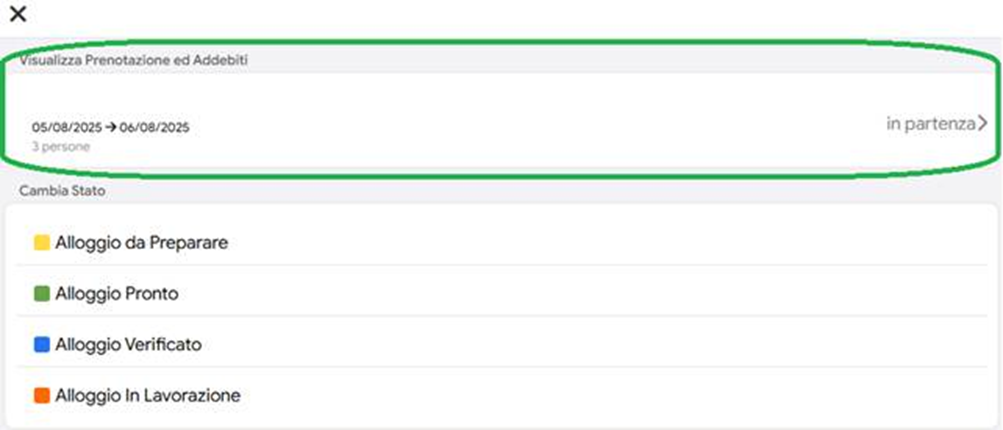 Visualizza Prenotazione ed Addebiti
05/08/2025 → 06/08/2025
in partenza
3 persone
Cambia Stato
Alloggio da Preparare
Alloggio Pronto
Alloggio Verificato
Alloggio In Lavorazione